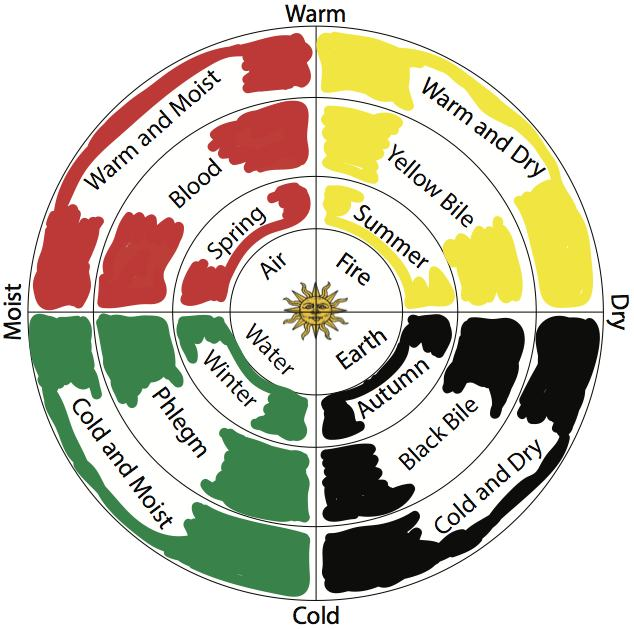 Warm
Warm and Moist
Warm and Dry
Blood
Yellow Bile
Spring
Summer
Air
Fire
Moist
Dry
Water
Earth
Winter
Autumn
Phlegm
Black Bile
Cold and Moist
Cold and Dry
Cold